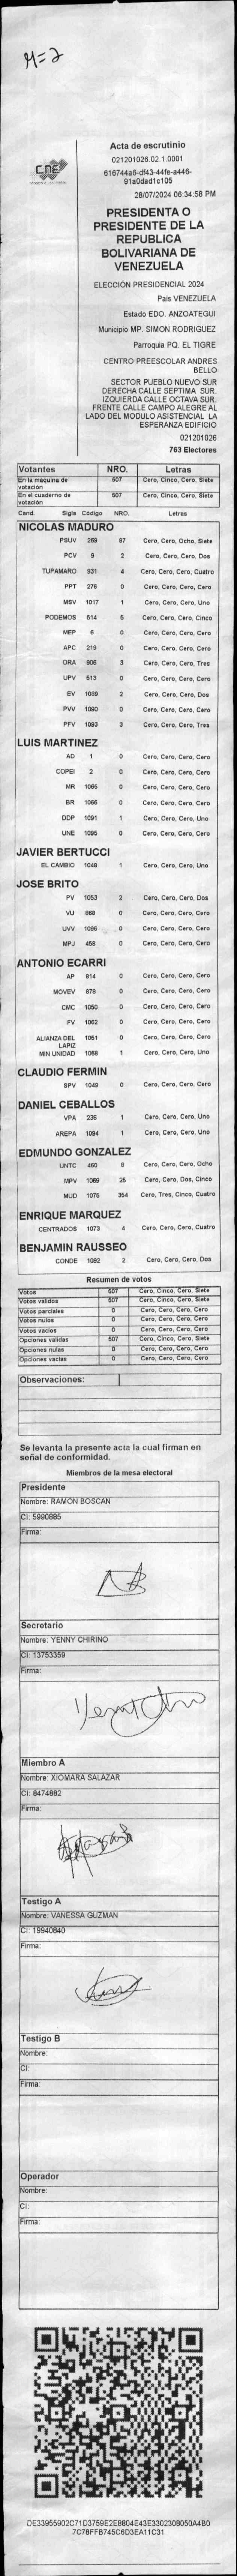 M=2
CNE
Acta de escrutinio
021201026.02.1.0001
616744a6-df43-44fe-a446-
91a0dad1c105
28/07/2024 06:34:58 PM
PRESIDENTA O
PRESIDENTE DE LA
REPUBLICA
BOLIVARIANA DE
VENEZUELA
ELECCIÓN PRESIDENCIAL 2024
País VENEZUELA
Estado EDO. ANZOATEGUI
Municipio MP. SIMON RODRIGUEZ
Parroquia PQ. EL TIGRE
CENTRO PREESCOLAR ANDRES
BELLO
SECTOR PUEBLO NUEVO SUR
DERECHA CALLE SEPTIMA SUR.
IZQUIERDA CALLE OCTAVA SUR.
FRENTE CALLE CAMPO ALEGRE AL
LADO DEL MODULO ASISTENCIAL LA
ESPERANZA EDIFICIO
021201026
763 Electores
Votantes NRO. Letras
En la máquina de votación 507 Cero, Cinco, Cero, Siete
En el cuaderno de votación 507 Cero, Cinco, Cero, Siete
Cand. Sigla Código NRO. Letras
NICOLAS MADURO
PSUV 269 87 Cero, Cero, Ocho, Siete
PCV 9 2 Cero, Cero, Cero, Dos
TUPAMARO 931 4 Cero, Cero, Cero, Cuatro
PPT 276 0 Cero, Cero, Cero, Cero
MSV 1017 1 Cero, Cero, Cero, Uno
PODEMOS 514 5 Cero, Cero, Cero, Cinco
MEP 6 0 Cero, Cero, Cero, Cero
APC 219 0 Cero, Cero, Cero, Cero
ORA 906 3 Cero, Cero, Cero, Tres
UPV 513 0 Cero, Cero, Cero, Cero
EV 1089 2 Cero, Cero, Cero, Dos
PVV 1090 0 Cero, Cero, Cero, Cero
PFV 1093 3 Cero, Cero, Cero, Tres
LUIS MARTINEZ
AD 1 0 Cero, Cero, Cero, Cero
COPEI 2 0 Cero, Cero, Cero, Cero
MR 1065 0 Cero, Cero, Cero, Cero
BR 1066 0 Cero, Cero, Cero, Cero
DDP 1091 1 Cero, Cero, Cero, Uno
UNE 1095 0 Cero, Cero, Cero, Cero
JAVIER BERTUCCI
EL CAMBIO 1048 1 Cero, Cero, Cero, Uno
JOSE BRITO
PV 1053 2 Cero, Cero, Cero, Dos
VU 968 0 Cero, Cero, Cero, Cero
UVV 1096 0 Cero, Cero, Cero, Cero
MPJ 458 0 Cero, Cero, Cero, Cero
ANTONIO ECARRI
AP 914 0 Cero, Cero, Cero, Cero
MOVEV 878 0 Cero, Cero, Cero, Cero
CMC 1050 0 Cero, Cero, Cero, Cero
FV 1062 0 Cero, Cero, Cero, Cero
ALIANZA DEL LAPIZ 1051 0 Cero, Cero, Cero, Cero
MIN UNIDAD 1068 1 Cero, Cero, Cero, Uno
CLAUDIO FERMIN
SPV 1049 0 Cero, Cero, Cero, Cero
DANIEL CEBALLOS
VPA 236 1 Cero, Cero, Cero, Uno
AREPA 1094 1 Cero, Cero, Cero, Uno
EDMUNDO GONZALEZ
UNTC 460 8 Cero, Cero, Cero, Ocho
MPV 1069 25 Cero, Cero, Dos, Cinco
MUD 1075 354 Cero, Tres, Cinco, Cuatro
ENRIQUE MARQUEZ
CENTRADOS 1073 4 Cero, Cero, Cero, Cuatro
BENJAMIN RAUSSEO
CONDE 1092 2 Cero, Cero, Cero, Dos
Resumen de votos
Votos 507 Cero, Cinco, Cero, Siete
Votos válidos 507 Cero, Cinco, Cero, Siete
Votos parciales 0 Cero, Cero, Cero, Cero
Votos nulos 0 Cero, Cero, Cero, Cero
Votos vacíos 0 Cero, Cero, Cero, Cero
Opciones validas 507 Cero, Cinco, Cero, Siete
Opciones nulas 0 Cero, Cero, Cero, Cero
Opciones vacías 0 Cero, Cero, Cero, Cero
Observaciones:
Se levanta la presente acta la cual firman en
señal de conformidad.
Miembros de la mesa electoral
Presidente
Nombre: RAMON BOSCAN
CI: 5990885
Firma:
Secretario
Nombre: YENNY CHIRINO
CI: 13753359
Firma:
Miembro A
Nombre: XIOMARA SALAZAR
CI: 8474882
Firma:
Testigo A
Nombre: VANESSA GUZMAN
CI: 19940840
Firma:
Testigo B
Nombre:
CI:
Firma:
Operador
Nombre:
CI:
Firma:
DE33955902C71D3759E2E8804E43E3302308050A4B0
7C78FFB745C6D3EA11C31